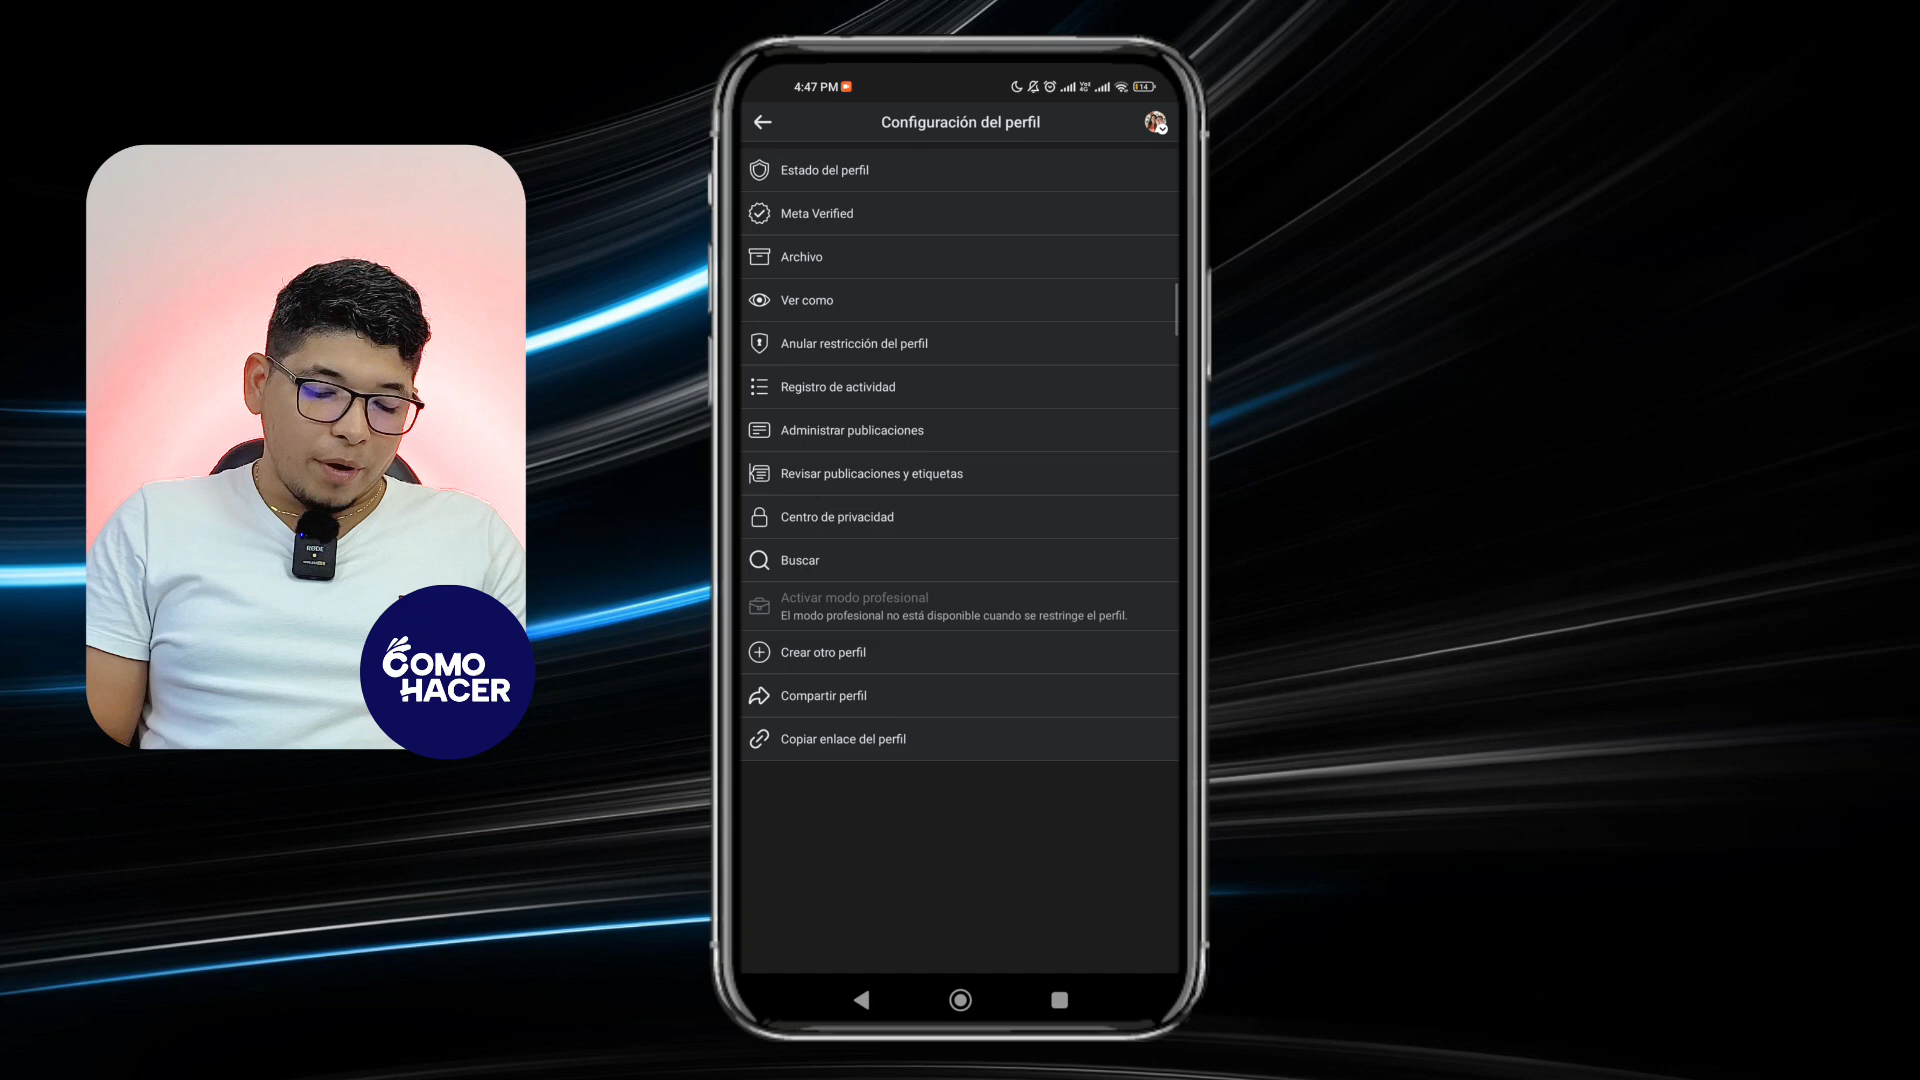 4:47 PM
14
Configuración del perfil
Estado del perfil
Meta Verified
Archivo
Ver como
Anular restricción del perfil
Registro de actividad
Administrar publicaciones
Revisar publicaciones y etiquetas
Centro de privacidad
Buscar
Activar modo profesional
El modo profesional no está disponible cuando se restringe el perfil.
Crear otro perfil
Compartir perfil
Copiar enlace del perfil
RØDE
COMO
HACER